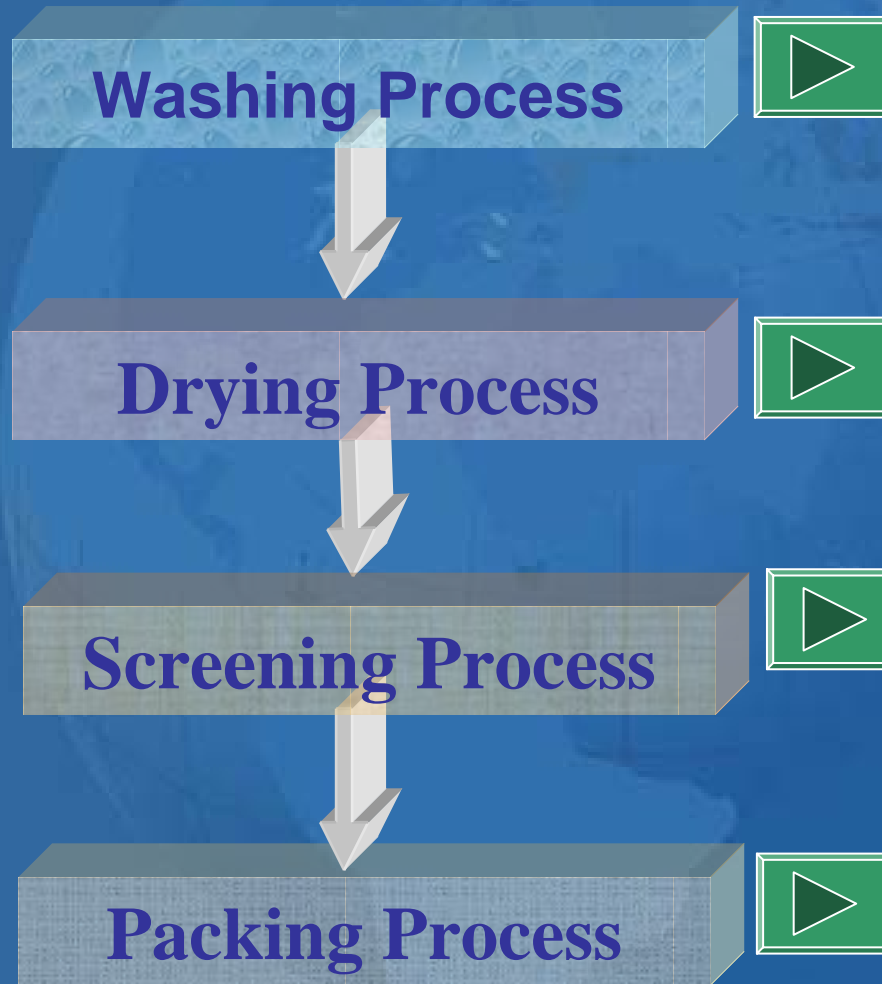 Washing Process
Drying Process
Screening Process
Packing Process